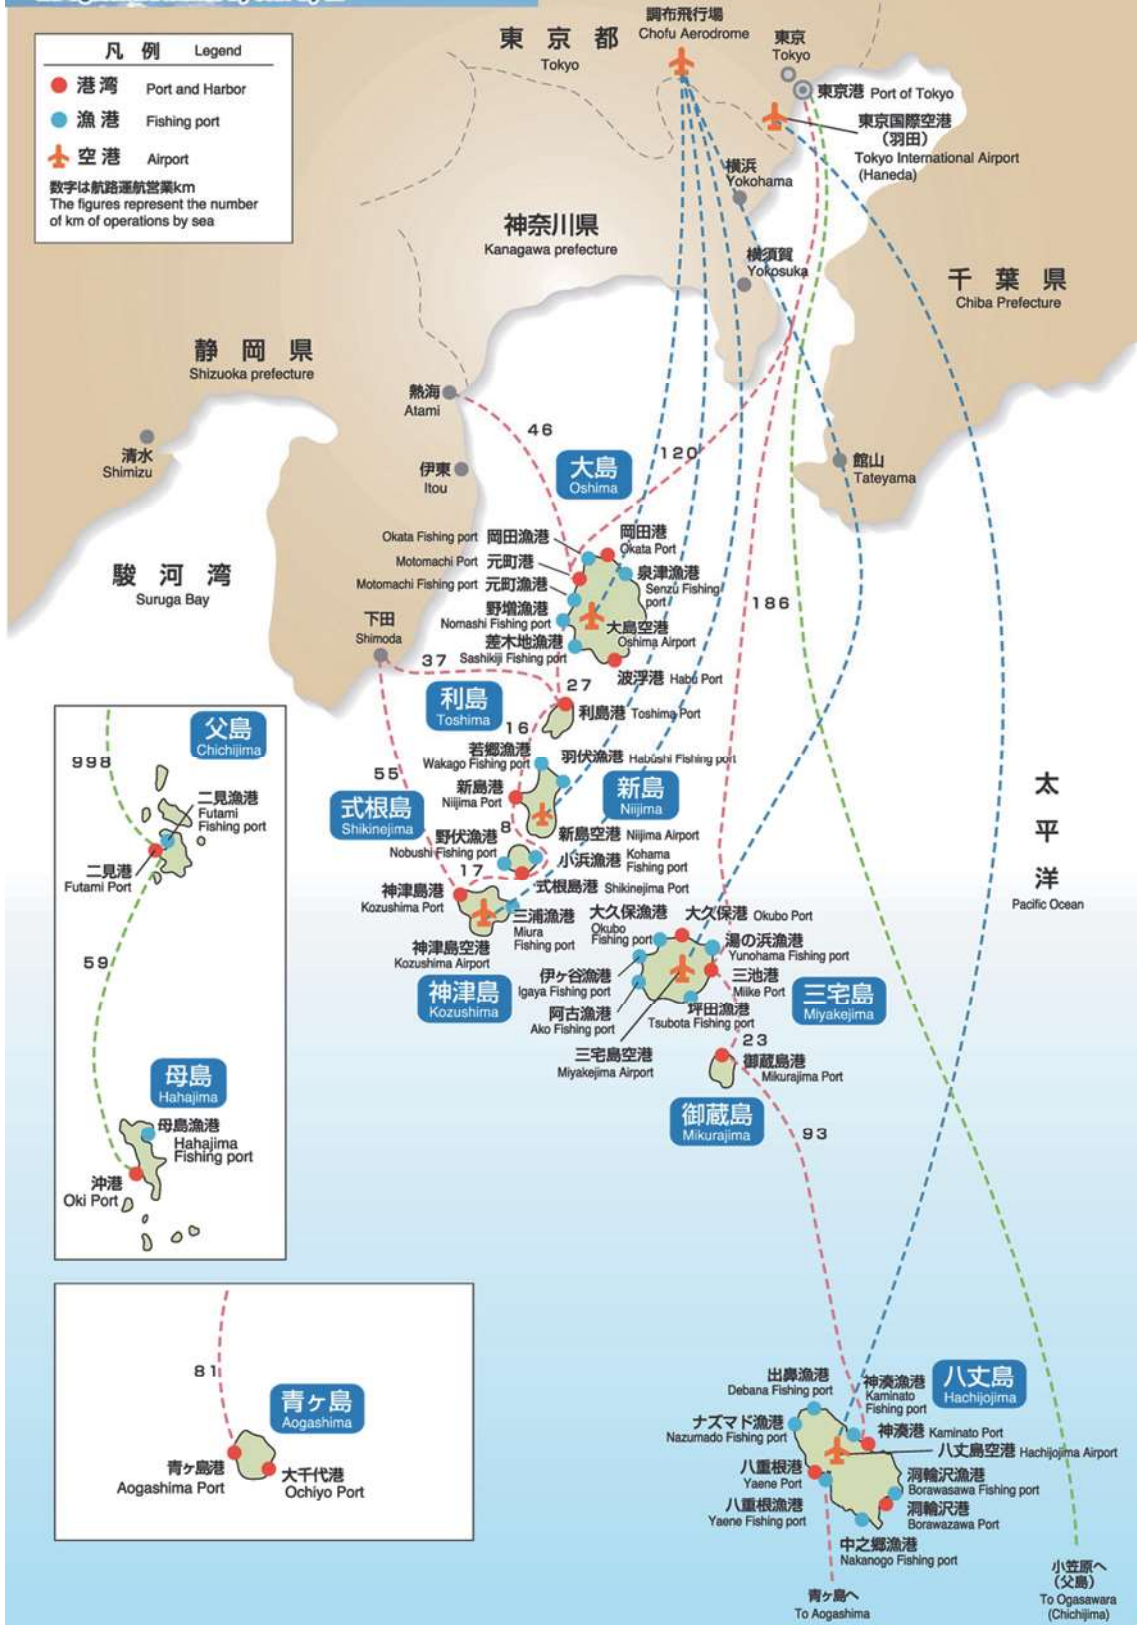 凡 例 Legend
港湾 Port and Harbor
漁港 Fishing port
空港 Airport
数字は航路運航営業km
The figures represent the number
of km of operations by sea
調布飛行場
Chofu Aerodrome
東京都
Tokyo
東京
Tokyo
東京港 Port of Tokyo
東京国際空港
（羽田）
Tokyo International Airport
(Haneda)
横浜
Yokohama
神奈川県
Kanagawa prefecture
横須賀
Yokosuka
千葉県
Chiba Prefecture
静岡県
Shizuoka prefecture
熱海
Atami
清水
Shimizu
伊東
Itou
46
大島
Oshima
120
館山
Tateyama
駿河湾
Suruga Bay
Okata Fishing port 岡田漁港
岡田港
Okata Port
Motomachi Port 元町港
Motomachi Fishing port 元町漁港
泉津漁港
Senzu Fishing
port
野増漁港
Nomashi Fishing port
大島空港
Oshima Airport
差木地漁港
Sashikiji Fishing port
波浮港 Habu Port
186
下田
Shimoda
37
27
利島
Toshima
利島港 Toshima Port
16
55
若郷漁港
Wakago Fishing port
羽伏漁港 Habushi Fishing port
新島港
Niijima Port
新島
Niijima
式根島
Shikinejima
新島空港 Niijima Airport
8
野伏漁港
Nobushi Fishing port
小浜漁港 Kohama
Fishing port
17
式根島港 Shikinejima Port
神津島港
Kozushima Port
三浦漁港
Miura
Fishing port
神津島空港
Kozushima Airport
神津島
Kozushima
大久保漁港
Okubo
Fishing port
大久保港 Okubo Port
湯の浜漁港
Yunohama Fishing port
伊ヶ谷漁港
Igaya Fishing port
三池港
Miike Port
三宅島
Miyakejima
阿古漁港
Ako Fishing port
坪田漁港
Tsubota Fishing port
三宅島空港
Miyakejima Airport
23
御蔵島港
Mikurajima Port
御蔵島
Mikurajima
93
太平洋
Pacific Ocean
父島
Chichijima
998
二見漁港
Futami
Fishing port
二見港
Futami Port
59
母島
Hahajima
母島漁港
Hahajima
Fishing port
沖港
Oki Port
81
青ヶ島
Aogashima
青ヶ島港
Aogashima Port
大千代港
Ochiyo Port
出鼻漁港
Debana Fishing port
神湊漁港
Kaminato
Fishing port
八丈島
Hachijojima
ナズマド漁港
Nazumado Fishing port
神湊港 Kaminato Port
八丈島空港 Hachijojima Airport
八重根港
Yaene Port
洞輪沢漁港
Borawasawa Fishing port
八重根漁港
Yaene Fishing port
洞輪沢港
Borawazawa Port
中之郷漁港
Nakanogo Fishing port
青ヶ島へ
To Aogashima
小笠原へ
（父島）
To Ogasawara
(Chichijima)